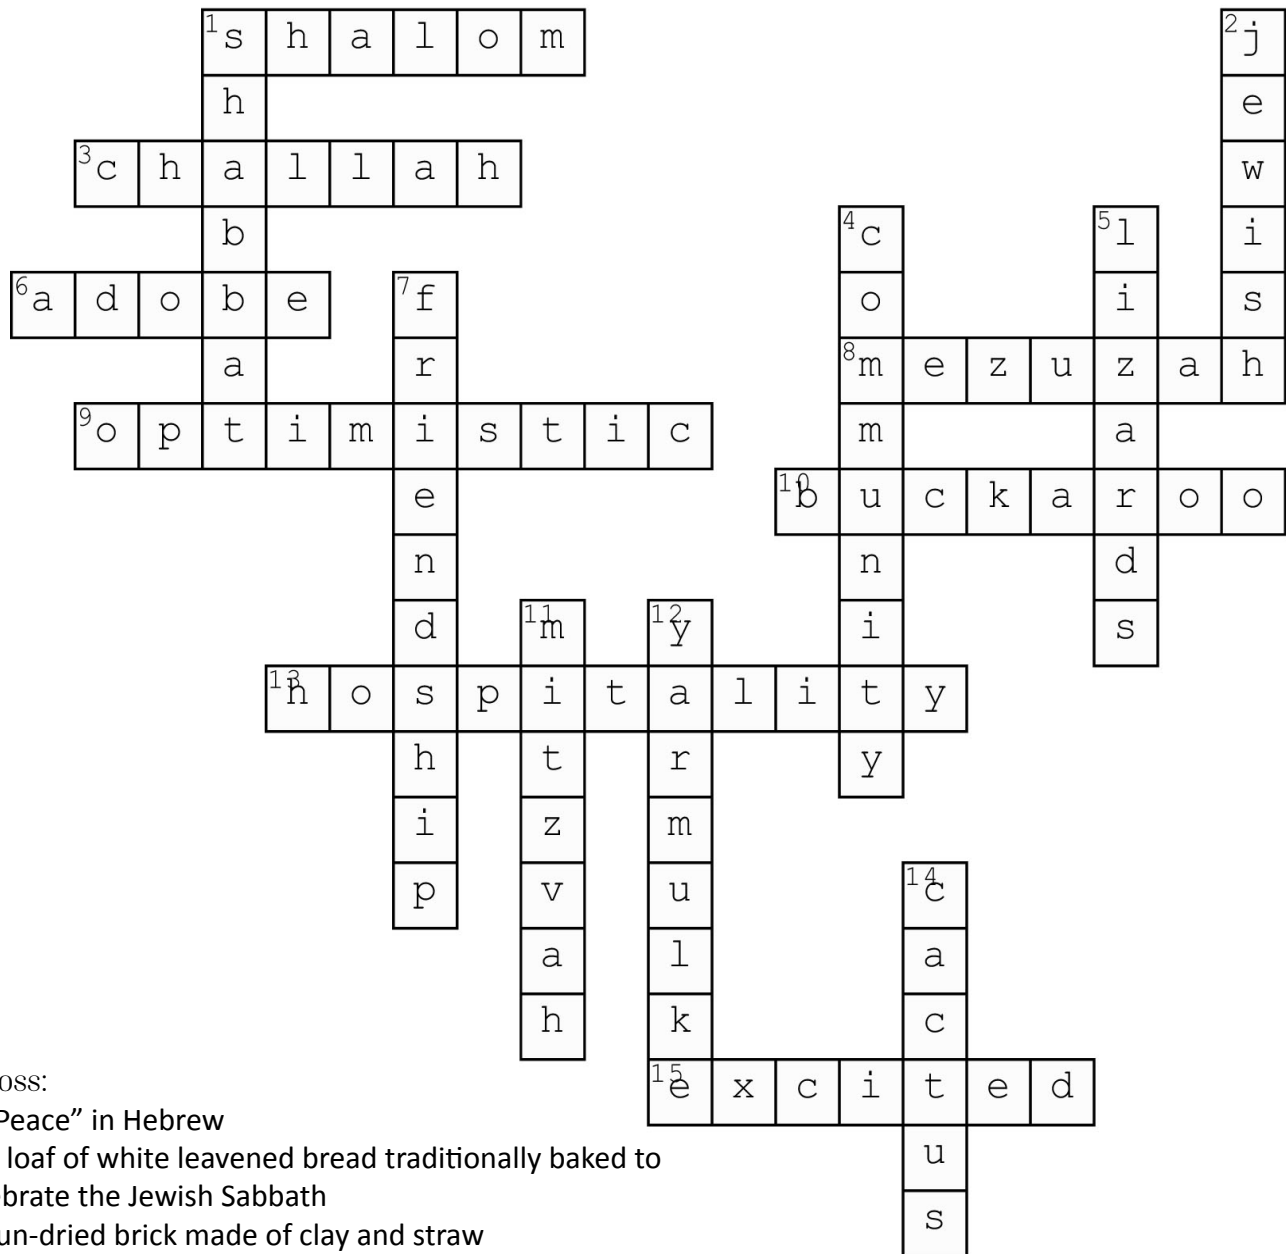 1 s h a l o m 2 j
h e
3 c h a l l a h w
b 4 c 5 l i
6 a d o b e 7 f o i s
a r 8 m e z u z a h
9 o p t i m i s t i c m a
e 10 b u c k a r o o
n n d
d 11 m 12 y i s
13 h o s p i t a l i t y
h t r y
i z m
p v u 14 c
a l a
h k c
15 e x c i t e d
u
s
oss:
Peace” in Hebrew
loaf of white leavened bread traditionally baked to
ebrate the Jewish Sabbath
un-dried brick made of clay and straw